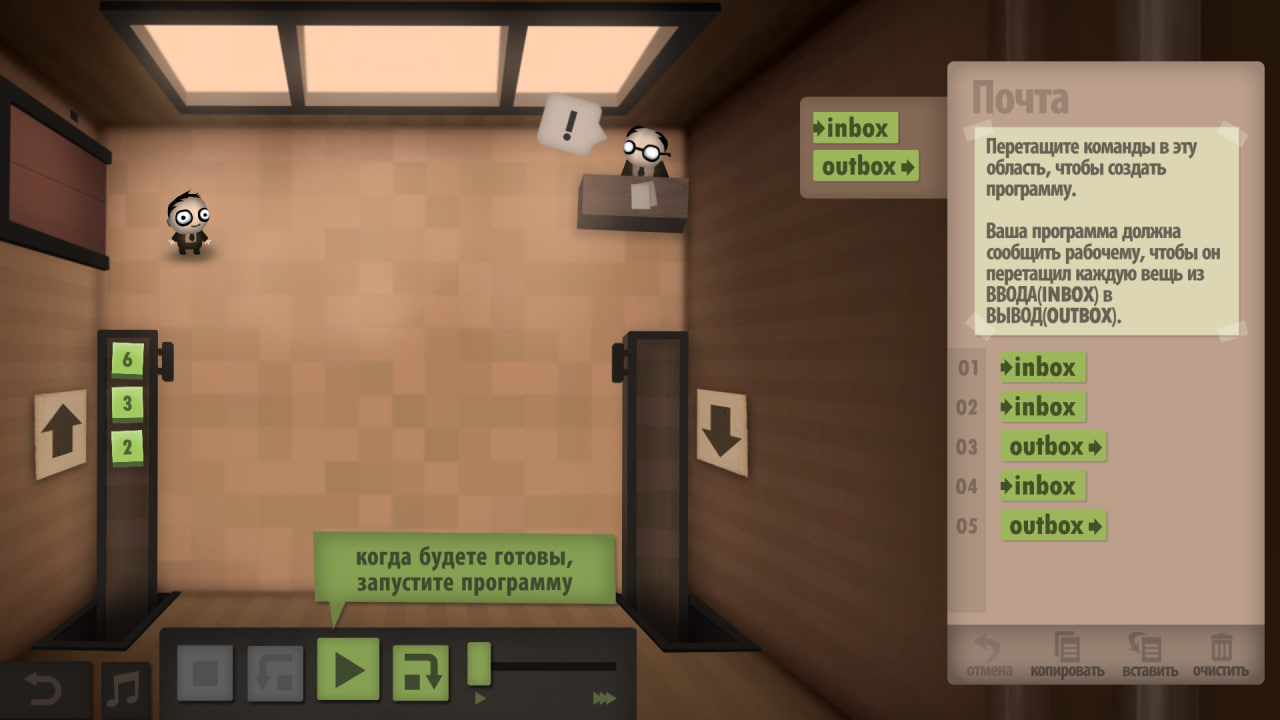 !
inbox
outbox
Почта
Перетащите команды в эту
область, чтобы создать
программу.
Ваша программа должна
сообщить рабочему, чтобы он
перетащил каждую вещь из
ВВОДА(INBOX) в
ВЫВОД(OUTBOX).
6
3
2
01 inbox
02 inbox
03 outbox
04 inbox
05 outbox
когда будете готовы,
запустите программу
отмена копировать вставить очистить